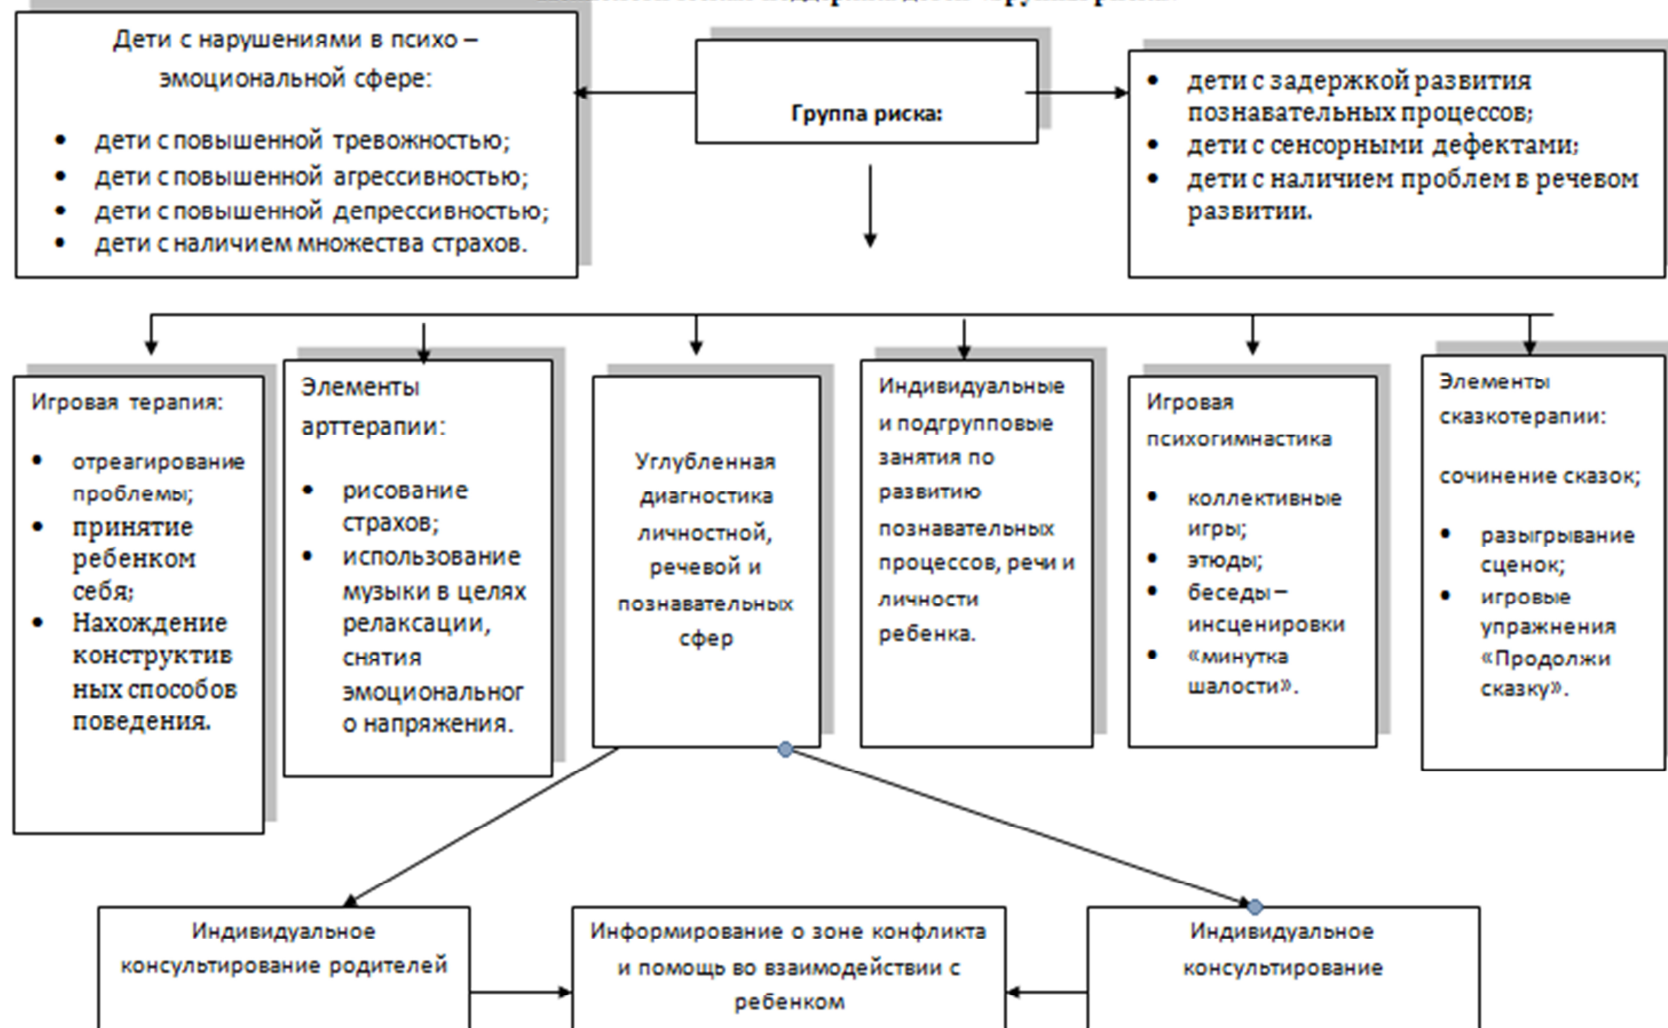 Дети с нарушениями в психо –
эмоциональной сфере:
• дети с повышенной тревожностью;
• дети с повышенной агрессивностью;
• дети с повышенной депрессивностью;
• дети с наличием множества страхов.
Группа риска:
• дети с задержкой развития
познавательных процессов;
• дети с сенсорными дефектами;
• дети с наличием проблем в речевом
развитии.
Игровая терапия:
• отреагирование
проблемы;
• принятие
ребенком
себя;
• Нахождение
конструктив
ных способов
поведения.
Элементы
арттерапии:
• рисование
страхов;
• использование
музыки в целях
релаксации,
снятия
эмоциональног
о напряжения.
Углубленная
диагностика
личностной,
речевой и
познавательных
сфер
Индивидуальные
и подгрупповые
занятия по
развитию
познавательных
процессов, речи и
личности
ребенка.
Игровая
психогимнастика
• коллективные
игры;
• этюды;
• беседы –
инсценировки
• «минутка
шалости».
Элементы
сказкотерапии:
сочинение сказок;
• разыгрывание
сценок;
• игровые
упражнения
«Продолжи
сказку».
Индивидуальное
консультирование родителей
Информирование о зоне конфликта
и помощь во взаимодействии с
ребенком
Индивидуальное
консультирование